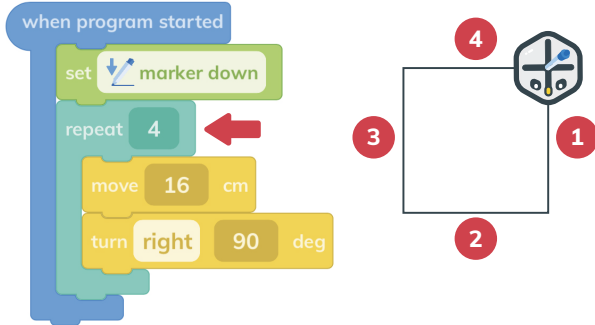 when program started
set marker down
repeat 4
move 16 cm
turn right 90 deg
4
3
1
2